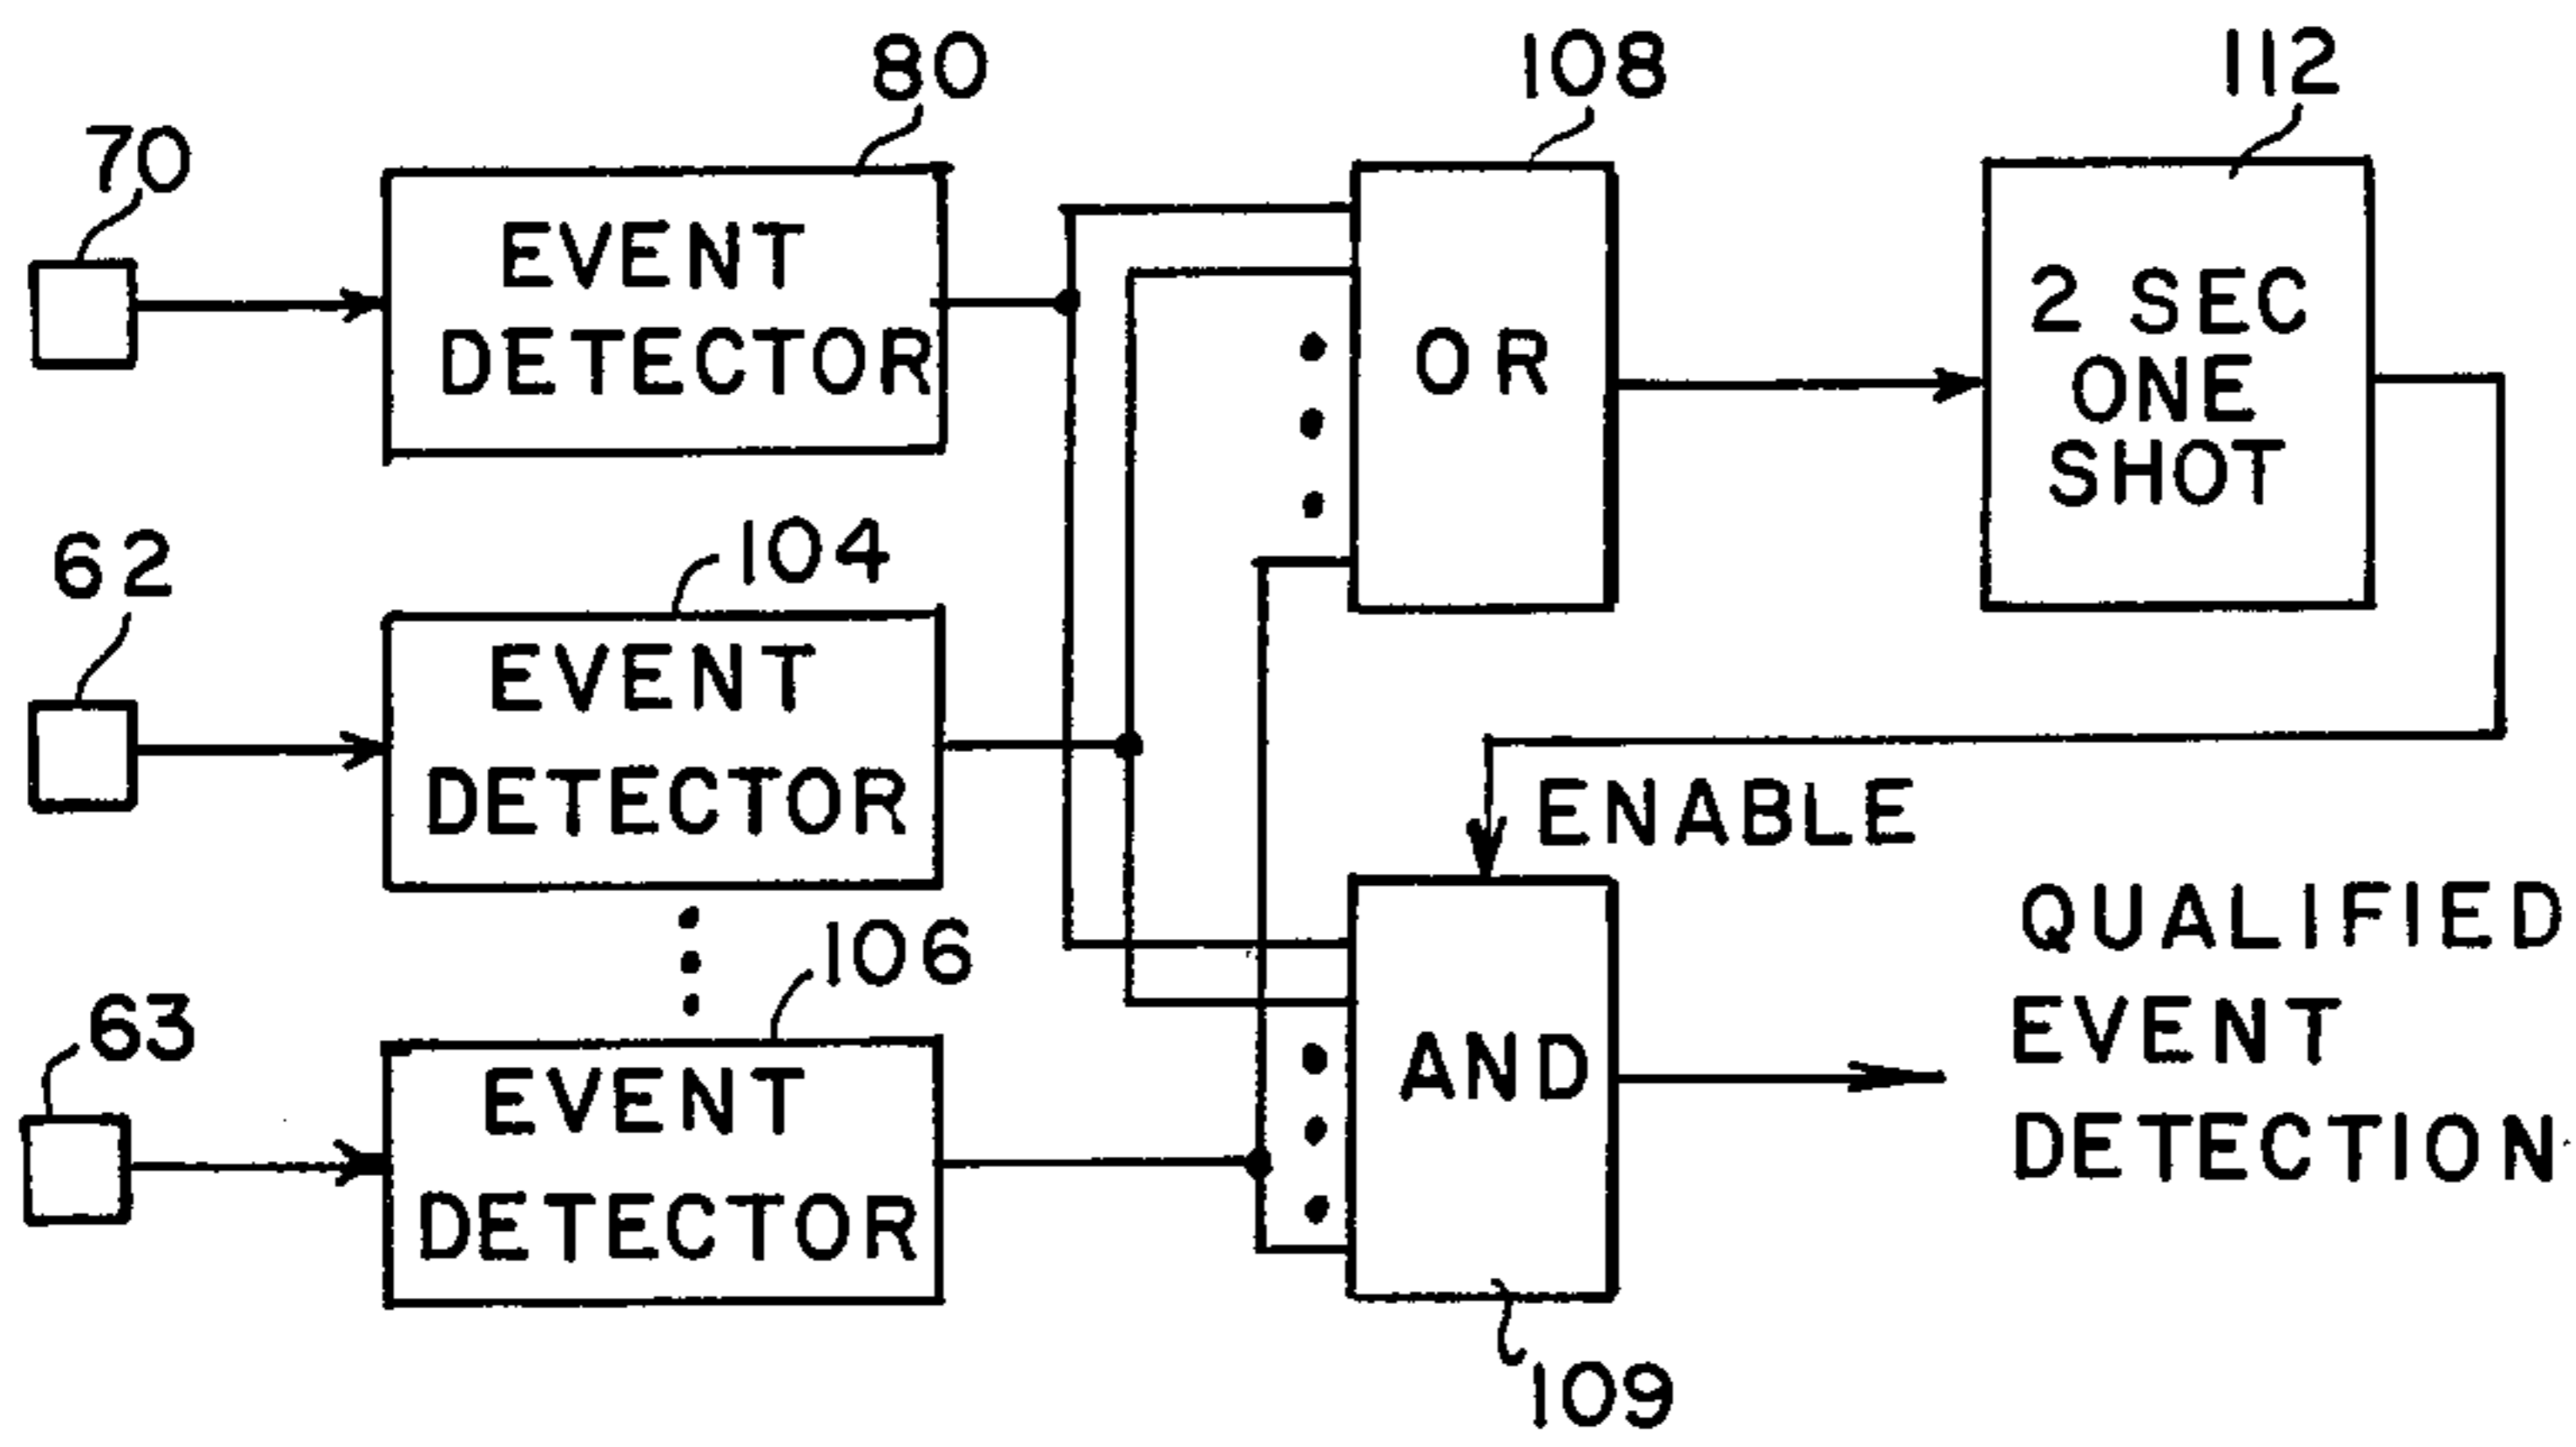 80
108
112
70
EVENT
DETECTOR
OR
2 SEC
ONE
SHOT
62
104
EVENT
DETECTOR
ENABLE
QUALIFIED
EVENT
DETECTION
106
63
EVENT
DETECTOR
AND
109